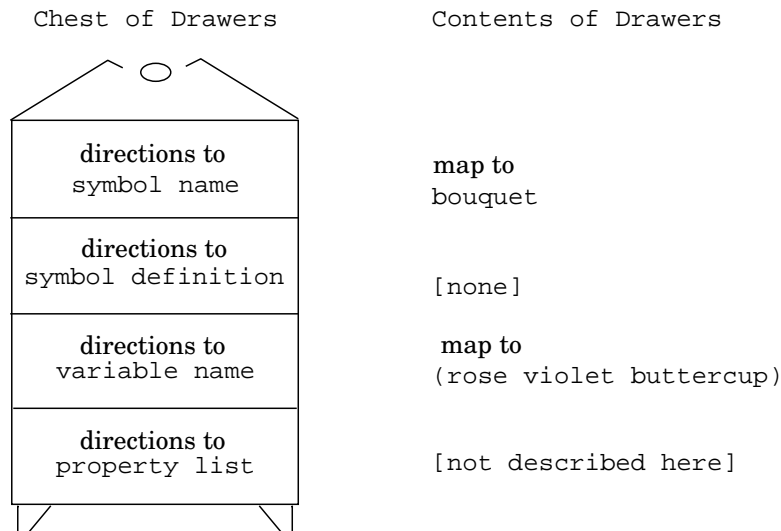 Chest of Drawers
Contents of Drawers
directions to
symbol name
map to
bouquet
directions to
symbol definition
[none]
directions to
variable name
map to
(rose violet buttercup)
directions to
property list
[not described here]